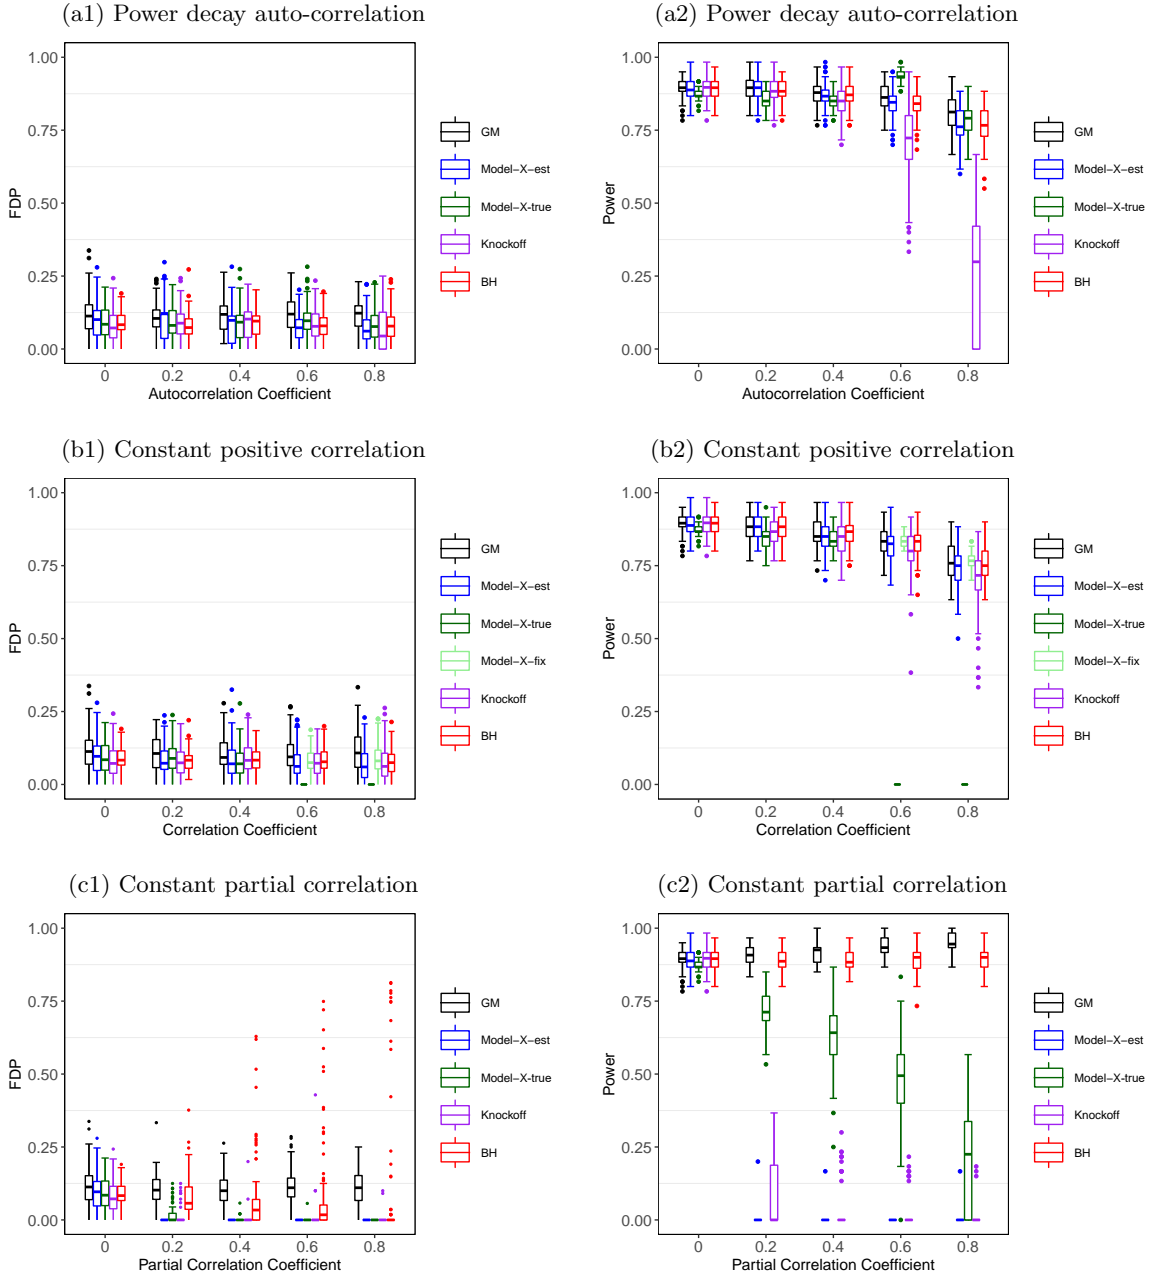 (a1) Power decay auto-correlation
1.00
0.75
0.50
0.25
0.00
FDP
0
0.2
0.4
0.6
0.8
Autocorrelation Coefficient
GM
Model-X-est
Model-X-true
Knockoff
BH
(a2) Power decay auto-correlation
1.00
0.75
0.50
0.25
0.00
Power
0
0.2
0.4
0.6
0.8
Autocorrelation Coefficient
GM
Model-X-est
Model-X-true
Knockoff
BH
(b1) Constant positive correlation
1.00
0.75
0.50
0.25
0.00
FDP
0
0.2
0.4
0.6
0.8
Correlation Coefficient
GM
Model-X-est
Model-X-true
Model-X-fix
Knockoff
BH
(b2) Constant positive correlation
1.00
0.75
0.50
0.25
0.00
Power
0
0.2
0.4
0.6
0.8
Correlation Coefficient
GM
Model-X-est
Model-X-true
Model-X-fix
Knockoff
BH
(c1) Constant partial correlation
1.00
0.75
0.50
0.25
0.00
FDP
0
0.2
0.4
0.6
0.8
Partial Correlation Coefficient
GM
Model-X-est
Model-X-true
Knockoff
BH
(c2) Constant partial correlation
1.00
0.75
0.50
0.25
0.00
Power
0
0.2
0.4
0.6
0.8
Partial Correlation Coefficient
GM
Model-X-est
Model-X-true
Knockoff
BH